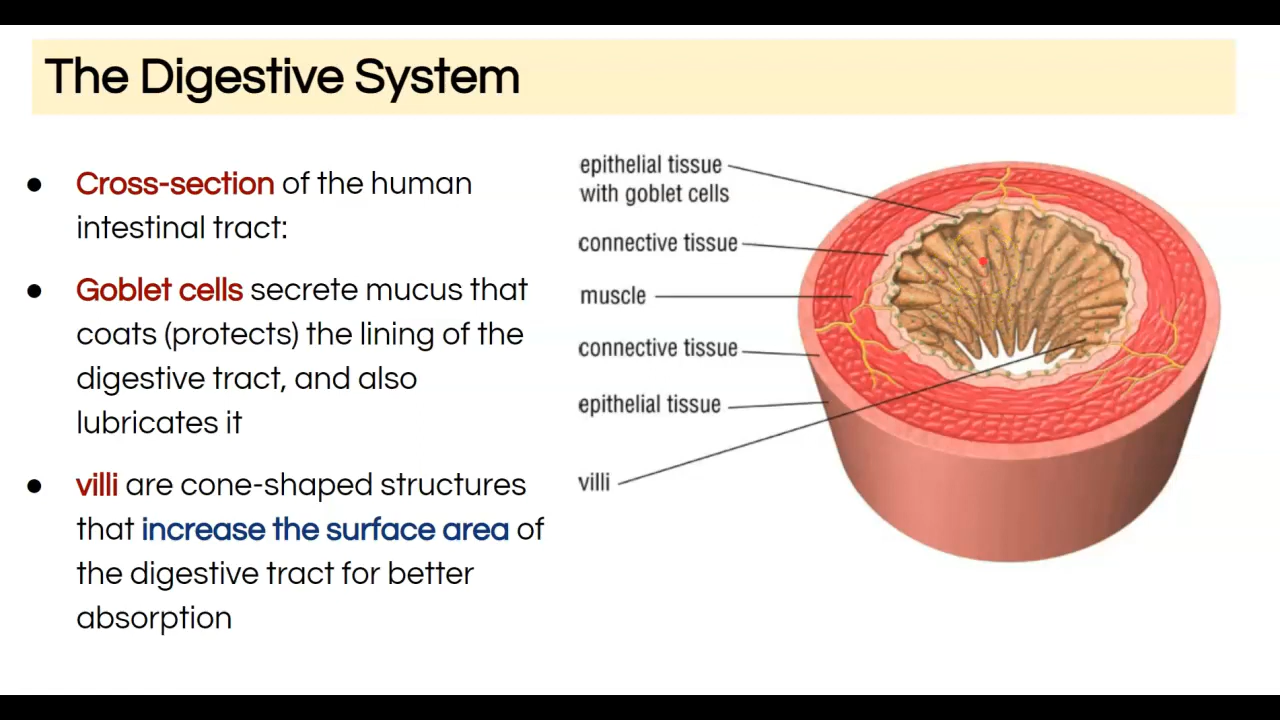 The Digestive System
● Cross-section of the human
intestinal tract:
● Goblet cells secrete mucus that
coats (protects) the lining of the
digestive tract, and also
lubricates it
● villi are cone-shaped structures
that increase the surface area of
the digestive tract for better
absorption
epithelial tissue
with goblet cells
connective tissue
muscle
connective tissue
epithelial tissue
villi